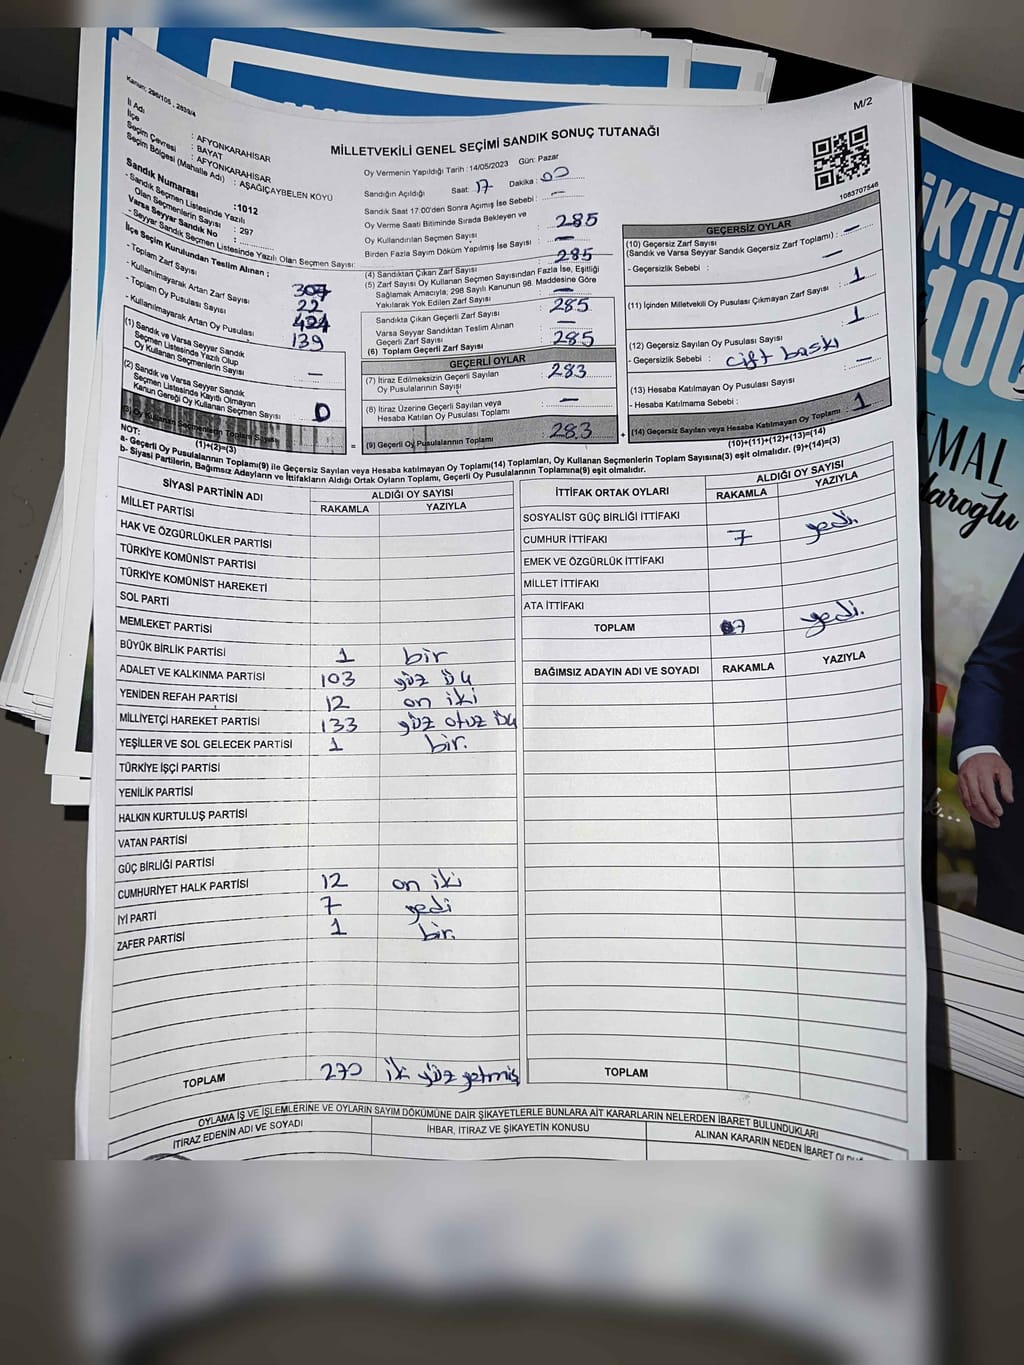 Kanun: 298/105 , 2839/4
M/2
MİLLETVEKİLİ GENEL SEÇİMİ SANDIK SONUÇ TUTANAĞI
İl Adı : AFYONKARAHİSAR
İlçe : BAYAT
Seçim Çevresi : AFYONKARAHİSAR
Seçim Bölgesi (Mahalle Adı) : AŞAĞIÇAYBELEN KÖYÜ
Sandık Numarası :1012
- Sandık Seçmen Listesinde Yazılı
Olan Seçmenlerin Sayısı : 297
Varsa Seyyar Sandık No :
- Seyyar Sandık Seçmen Listesinde Yazılı Olan Seçmen Sayısı:
İlçe Seçim Kurulundan Teslim Alınan ;
- Toplam Zarf Sayısı 307
- Kullanılmayarak Artan Zarf Sayısı 22
- Toplam Oy Pusulası Sayısı 424
- Kullanılmayarak Artan Oy Pusulası 139
(1) Sandık ve Varsa Seyyar Sandık
Seçmen Listesinde Yazılı Olup
Oy Kullanan Seçmenlerin Sayısı —
(2) Sandık ve Varsa Seyyar Sandık
Seçmen Listesinde Kayıtlı Olmayan
Kanun Gereği Oy Kullanan Seçmen Sayısı 0
(3) Oy Kullanan Seçmenlerin Toplam Sayısı
(1)+(2)=(3)
Oy Vermenin Yapıldığı Tarih : 14/05/2023 Gün: Pazar
Sandığın Açıldığı Saat: 17 Dakika : 00
Sandık Saat 17:00'den Sonra Açılmış İse Sebebi : —
Oy Verme Saati Bitiminde Sırada Bekleyen ve
Oy Kullandırılan Seçmen Sayısı : 285
Birden Fazla Sayım Döküm Yapılmış İse Sayısı : —
(4) Sandıktan Çıkan Zarf Sayısı : 285
(5) Zarf Sayısı Oy Kullanan Seçmen Sayısından Fazla İse, Eşitliği
Sağlamak Amacıyla; 298 Sayılı Kanunun 98. Maddesine Göre
Yakılarak Yok Edilen Zarf Sayısı : —
Sandıkta Çıkan Geçerli Zarf Sayısı : 285
Varsa Seyyar Sandıktan Teslim Alınan
Geçerli Zarf Sayısı : —
(6) Toplam Geçerli Zarf Sayısı : 285
GEÇERLİ OYLAR
(7) İtiraz Edilmeksizin Geçerli Sayılan
Oy Pusulalarının Sayısı : 283
(8) İtiraz Üzerine Geçerli Sayılan veya
Hesaba Katılan Oy Pusulası Toplamı : —
= (9) Geçerli Oy Pusulalarının Toplamı : 283
1083707546
GEÇERSİZ OYLAR
(10) Geçersiz Zarf Sayısı
(Sandık ve Varsa Seyyar Sandık Geçersiz Zarf Toplamı) : —
- Geçersizlik Sebebi : —
(11) İçinden Milletvekili Oy Pusulası Çıkmayan Zarf Sayısı : 1
(12) Geçersiz Sayılan Oy Pusulası Sayısı : 1
- Geçersizlik Sebebi : çift baskı
(13) Hesaba Katılmayan Oy Pusulası Sayısı : —
- Hesaba Katılmama Sebebi :
+ (14) Geçersiz Sayılan veya Hesaba Katılmayan Oy Toplamı : 1
(10)+(11)+(12)+(13)=(14)
NOT:
a- Geçerli Oy Pusulalarının Toplamı(9) ile Geçersiz Sayılan veya Hesaba katılmayan Oy Toplamı(14) Toplamları, Oy Kullanan Seçmenlerin Toplam Sayısına(3) eşit olmalıdır. (9)+(14)=(3)
b- Siyasi Partilerin, Bağımsız Adayların ve İttifakların Aldığı Ortak Oyların Toplamı, Geçerli Oy Pusulalarının Toplamına(9) eşit olmalıdır.
SİYASİ PARTİNİN ADI ALDIĞI OY SAYISI
RAKAMLA YAZIYLA
MİLLET PARTİSİ
HAK VE ÖZGÜRLÜKLER PARTİSİ
TÜRKİYE KOMÜNİST PARTİSİ
TÜRKİYE KOMÜNİST HAREKETİ
SOL PARTİ
MEMLEKET PARTİSİ
BÜYÜK BİRLİK PARTİSİ 1 bir
ADALET VE KALKINMA PARTİSİ 103 yüz üç
YENİDEN REFAH PARTİSİ 12 on iki
MİLLİYETÇİ HAREKET PARTİSİ 133 yüz otuz üç
YEŞİLLER VE SOL GELECEK PARTİSİ 1 bir.
TÜRKİYE İŞÇİ PARTİSİ
YENİLİK PARTİSİ
HALKIN KURTULUŞ PARTİSİ
VATAN PARTİSİ
GÜÇ BİRLİĞİ PARTİSİ
CUMHURİYET HALK PARTİSİ 12 on iki
İYİ PARTİ 7 yedi
ZAFER PARTİSİ 1 bir.
TOPLAM 270 iki yüz yetmiş
İTTİFAK ORTAK OYLARI ALDIĞI OY SAYISI
RAKAMLA YAZIYLA
SOSYALİST GÜÇ BİRLİĞİ İTTİFAKI
CUMHUR İTTİFAKI 7 yedi.
EMEK VE ÖZGÜRLÜK İTTİFAKI
MİLLET İTTİFAKI
ATA İTTİFAKI
TOPLAM 7 yedi.
BAĞIMSIZ ADAYIN ADI VE SOYADI RAKAMLA YAZIYLA
TOPLAM
OYLAMA İŞ VE İŞLEMLERİNE VE OYLARIN SAYIM DÖKÜMÜNE DAİR ŞİKAYETLERLE BUNLARA AİT KARARLARIN NELERDEN İBARET BULUNDUKLARI
İTİRAZ EDENİN ADI VE SOYADI İHBAR, İTİRAZ VE ŞİKAYETİN KONUSU ALINAN KARARIN NEDEN İBARET